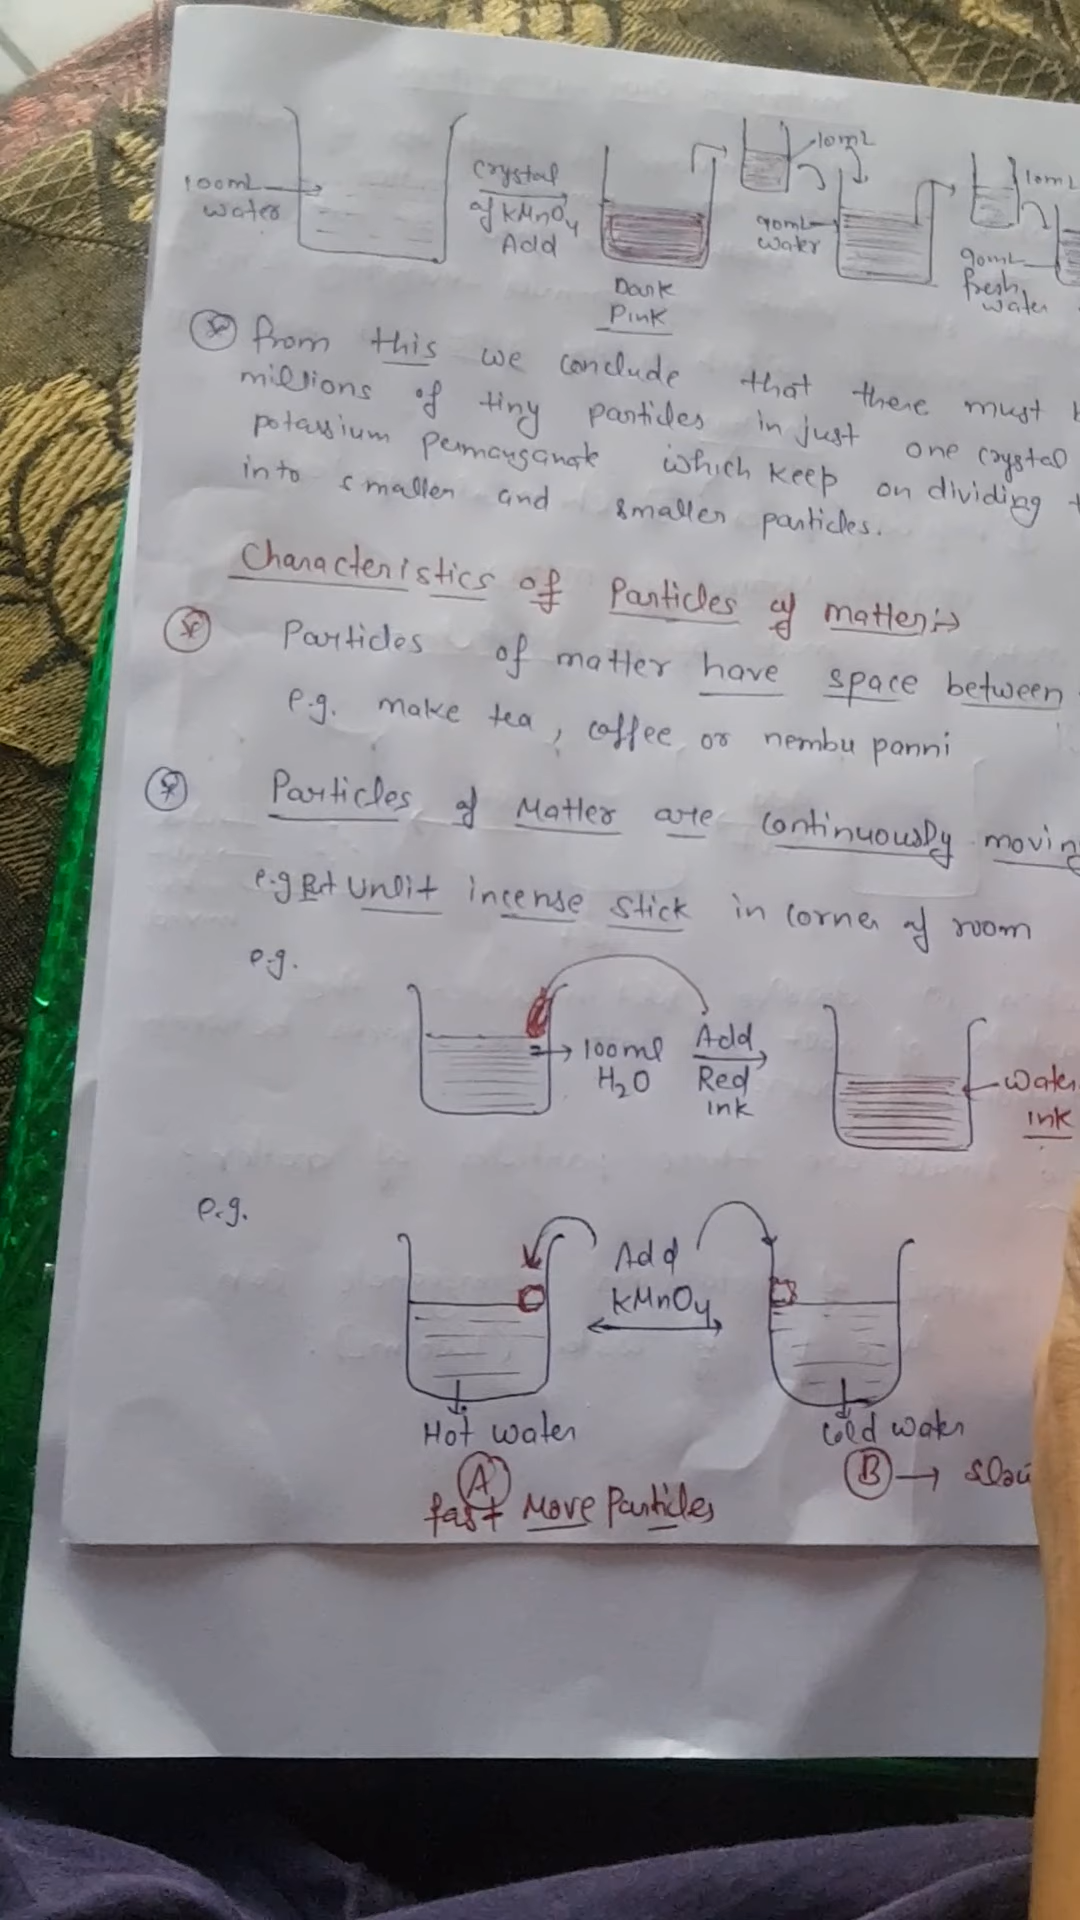 100mL
water
Crystal
of KMnO4
Add
Dark
Pink
10mL
90mL
water
10mL
90mL
fresh
water
from this we conclude that there must
millions of tiny particles in just one crystal
potassium permanganate which keep on dividing
into smaller and smaller particles.
Characteristics of Particles of matter:→
Particles of matter have space between
e.g. make tea, coffee or nembu panni
Particles of Matter are continuously moving
e.g Put Unlit incense stick in corner of room
e.g.
100ml
H2O
Add
Red
ink
water
ink
e.g.
Add
KMnO4
Hot water
Cold water
A
B → slow
fast Move Particles